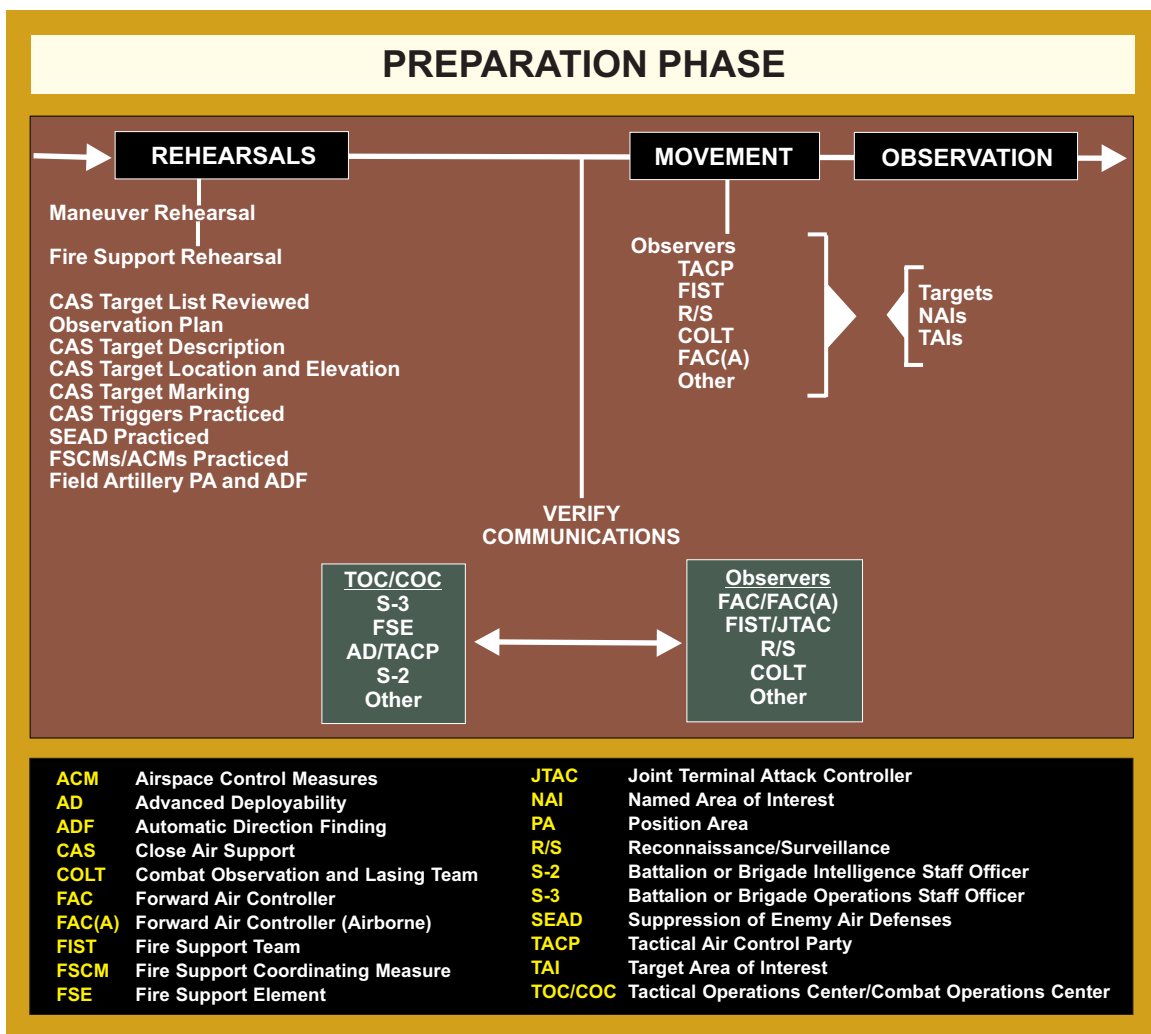 PREPARATION PHASE
REHEARSALS
MOVEMENT
OBSERVATION
Maneuver Rehearsal
Fire Support Rehearsal
CAS Target List Reviewed
Observation Plan
CAS Target Description
CAS Target Location and Elevation
CAS Target Marking
CAS Triggers Practiced
SEAD Practiced
FSCMs/ACMs Practiced
Field Artillery PA and ADF
Observers
TACP
FIST
R/S
COLT
FAC(A)
Other
Targets
NAIs
TAIs
VERIFY
COMMUNICATIONS
TOC/COC
S-3
FSE
AD/TACP
S-2
Other
Observers
FAC/FAC(A)
FIST/JTAC
R/S
COLT
Other
ACM Airspace Control Measures
AD Advanced Deployability
ADF Automatic Direction Finding
CAS Close Air Support
COLT Combat Observation and Lasing Team
FAC Forward Air Controller
FAC(A) Forward Air Controller (Airborne)
FIST Fire Support Team
FSCM Fire Support Coordinating Measure
FSE Fire Support Element
JTAC Joint Terminal Attack Controller
NAI Named Area of Interest
PA Position Area
R/S Reconnaissance/Surveillance
S-2 Battalion or Brigade Intelligence Staff Officer
S-3 Battalion or Brigade Operations Staff Officer
SEAD Suppression of Enemy Air Defenses
TACP Tactical Air Control Party
TAI Target Area of Interest
TOC/COC Tactical Operations Center/Combat Operations Center